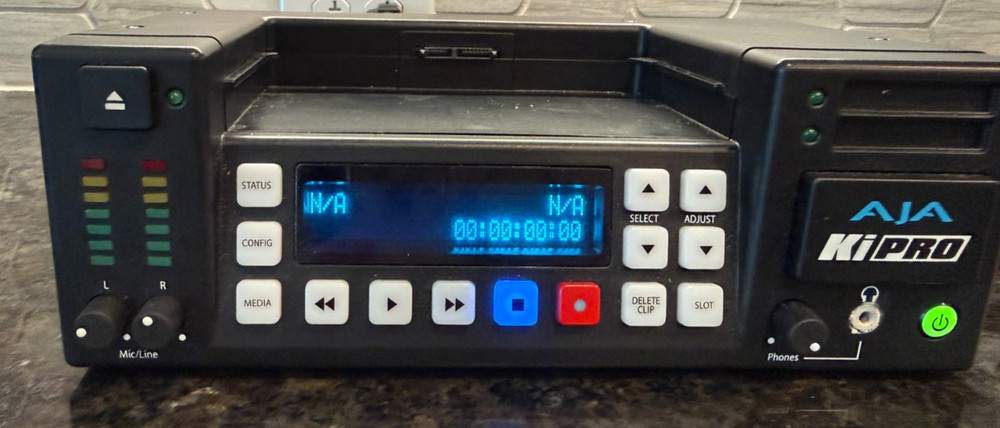 L R
Mic/Line
STATUS
CONFIG
MEDIA
N/A N/A
00:00:00:00
SELECT
ADJUST
DELETE
CLIP
SLOT
AJA
KiPRO
Phones